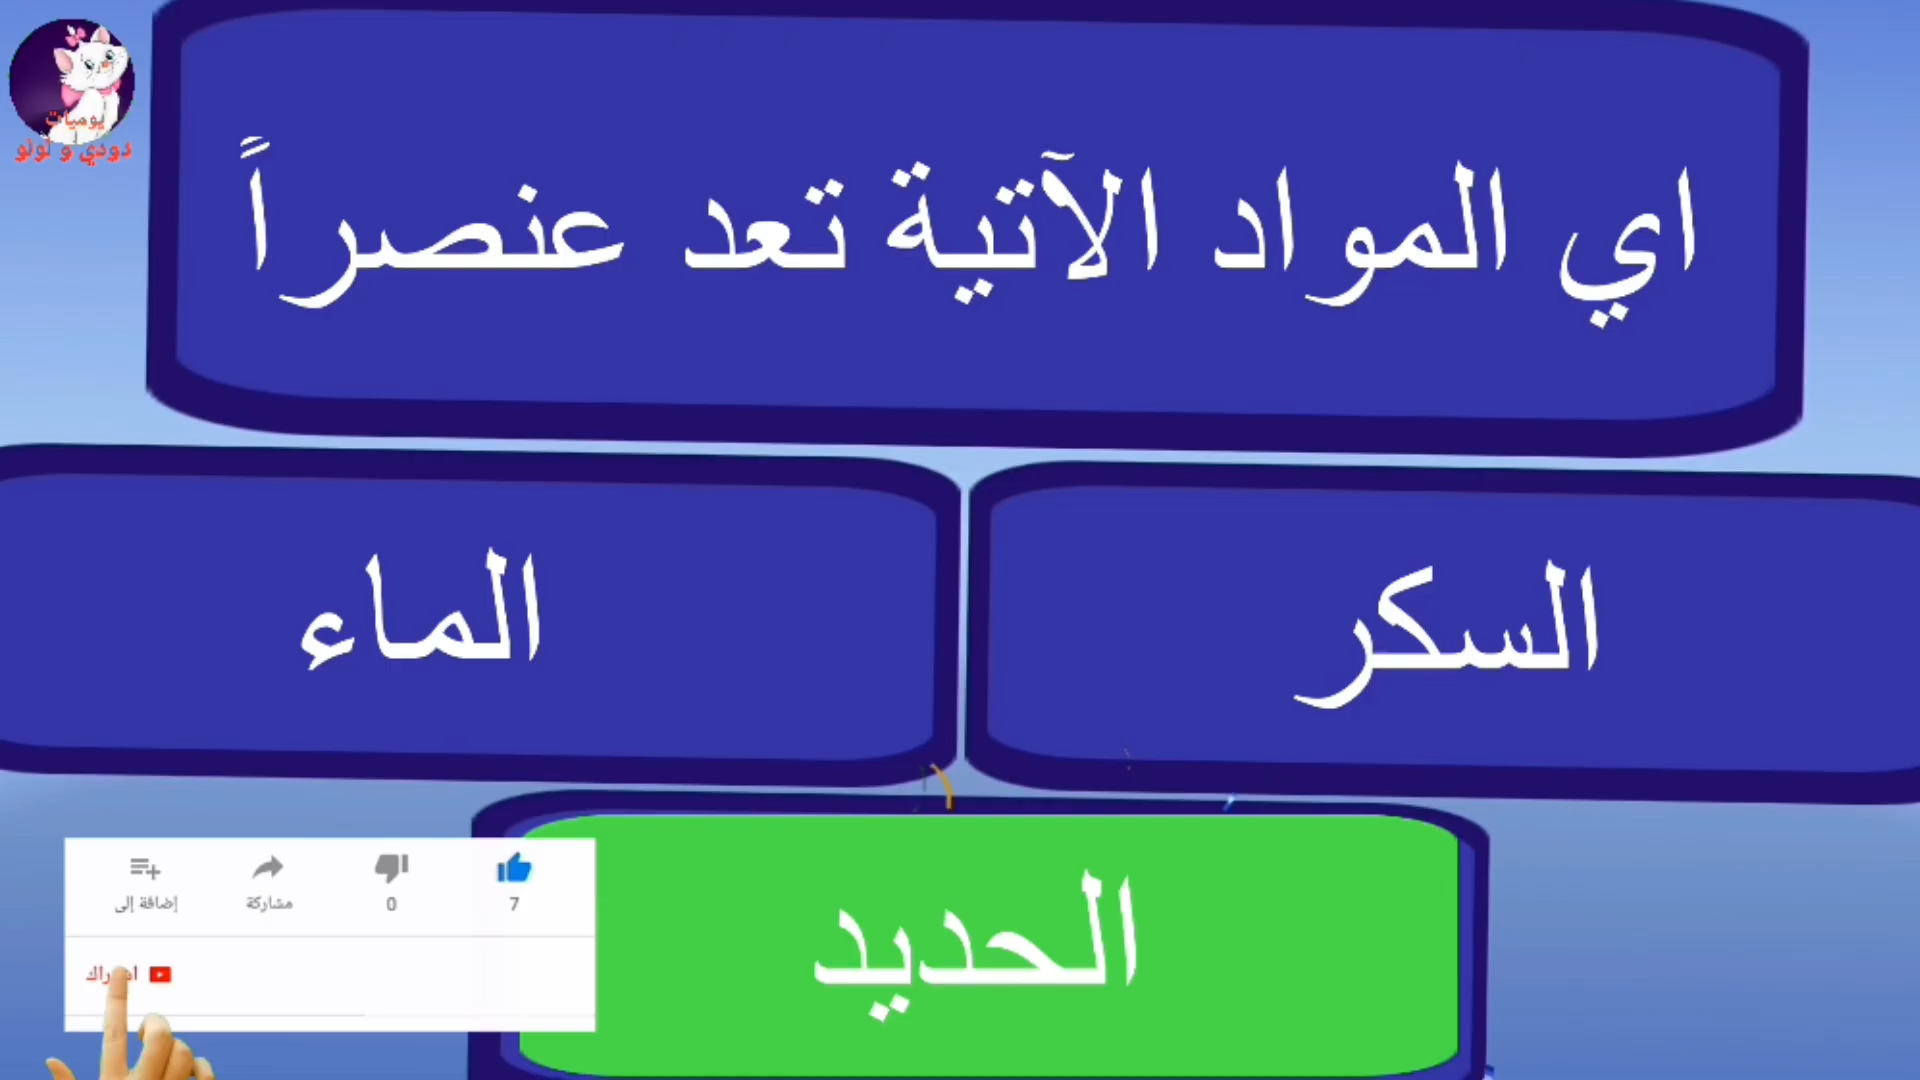 يوميات
دودي و لولو
اي المواد الآتية تعد عنصراً
السكر
الماء
الحديد
7
0
مشاركة
إضافة إلى